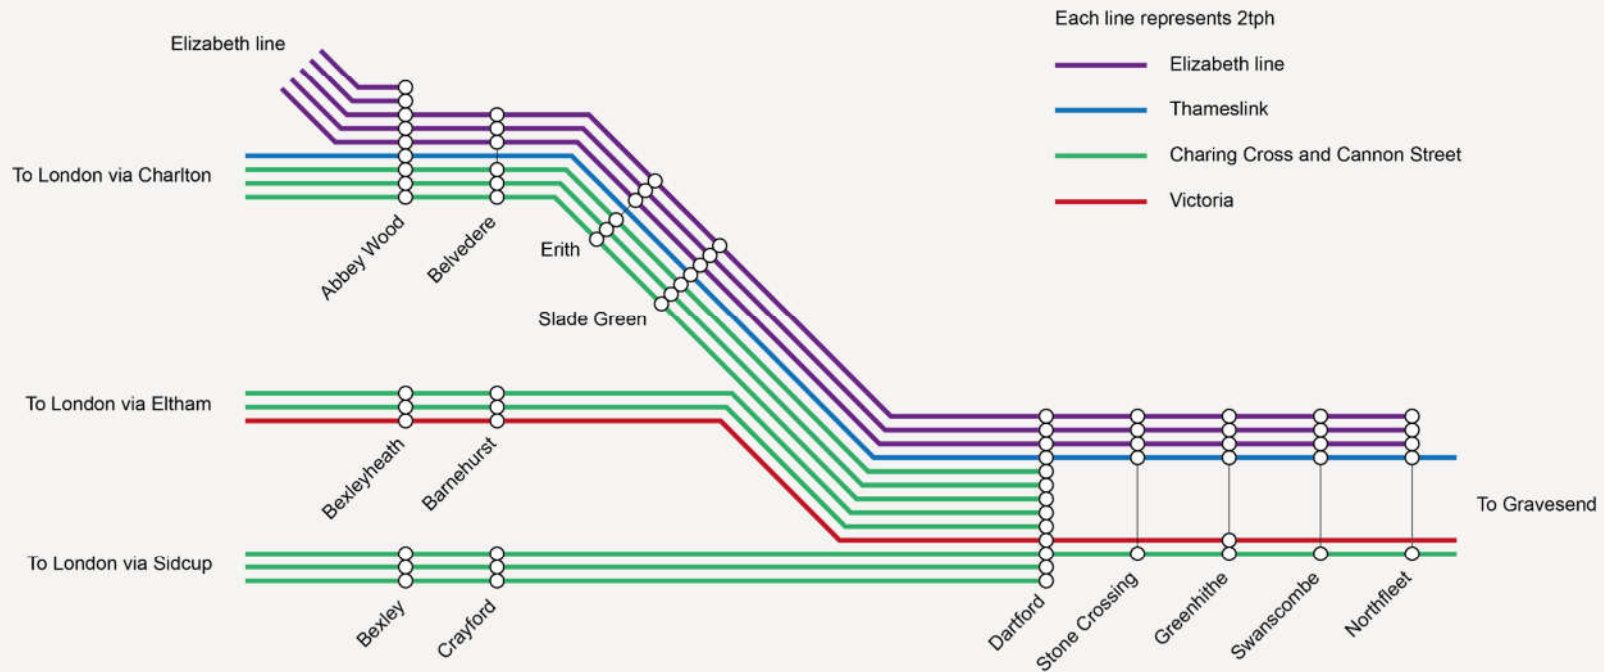 Each line represents 2tph
Elizabeth line
Elizabeth line
Thameslink
To London via Charlton
Charing Cross and Cannon Street
Victoria
Abbey Wood
Belvedere
Erith
Slade Green
To London via Eltham
Bexleyheath
Barnehurst
To Gravesend
To London via Sidcup
Bexley
Crayford
Dartford
Stone Crossing
Greenhithe
Swanscombe
Northfleet